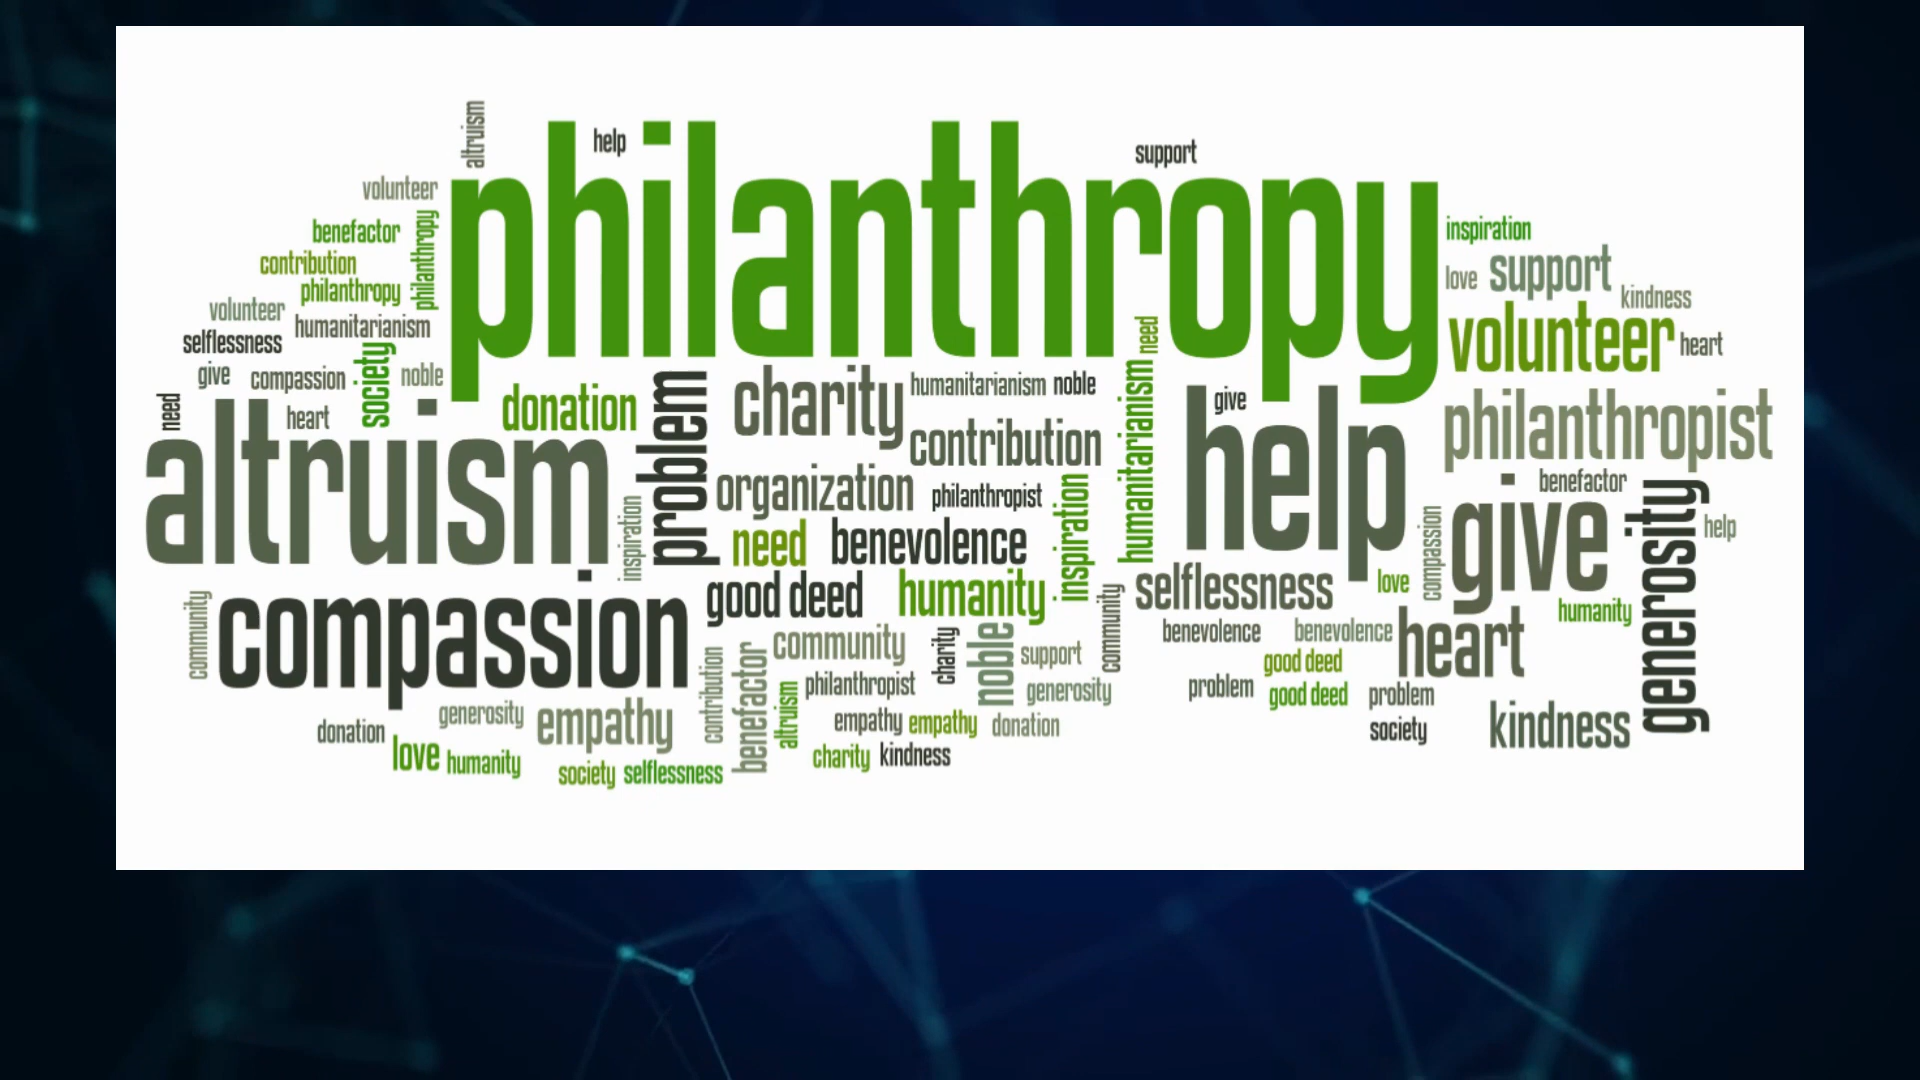 altruism
help
philanthropy
support
volunteer
benefactor
philanthropy
contribution
philanthropy
volunteer
humanitarianism
selflessness
society
give
compassion
noble
need
heart
altruism
donation
problem
charity
humanitarianism
noble
contribution
organization
philanthropist
inspiration
need
benevolence
inspiration
humanitarianism
need
good deed
humanity
community
compassion
community
community
charity
noble
support
philanthropist
generosity
contribution
benefactor
altruism
generosity
empathy
empathy
empathy
donation
donation
love
humanity
society
selflessness
charity
kindness
inspiration
love
support
kindness
volunteer
heart
give
help
philanthropist
benefactor
give
compassion
generosity
help
selflessness
love
humanity
benevolence
benevolence
heart
good deed
problem
good deed
problem
society
kindness